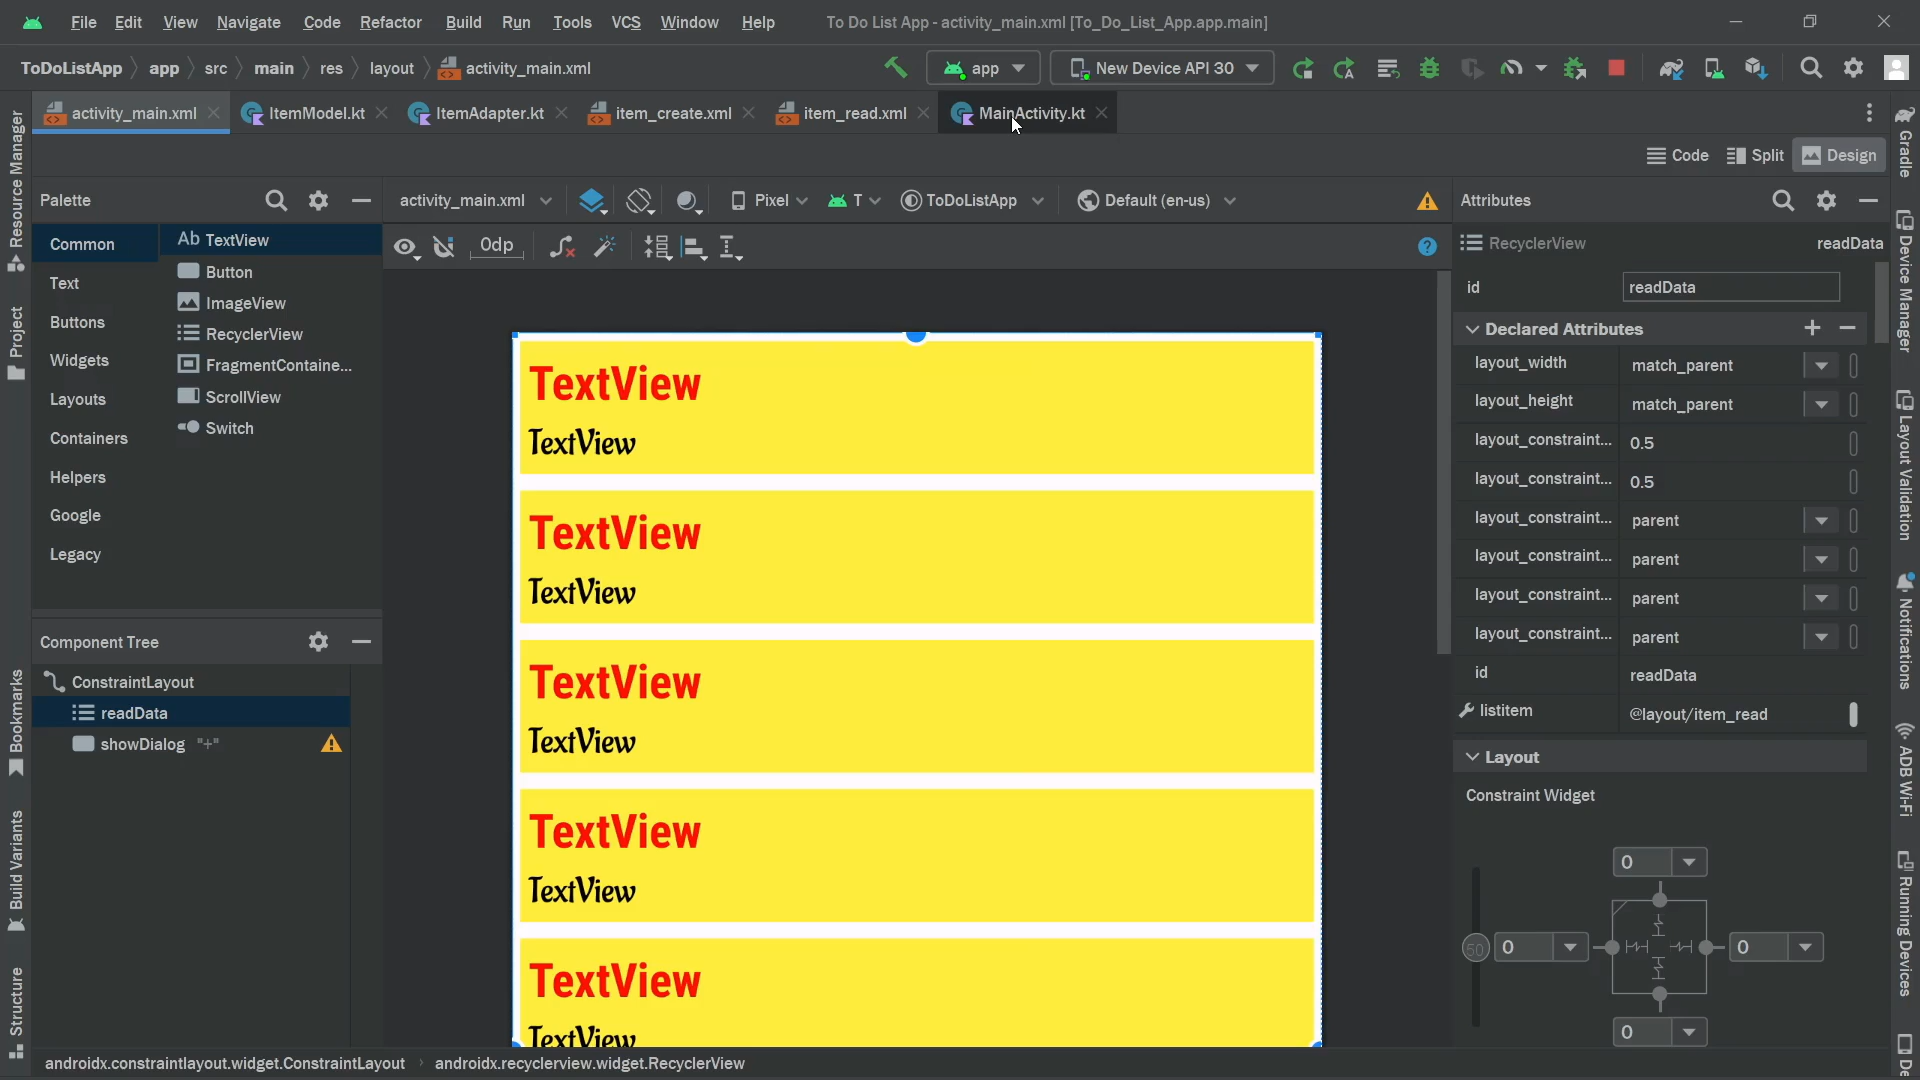 File Edit View Navigate Code Refactor Build Run Tools VCS Window Help To Do List App - activity_main.xml [To_Do_List_App.app.main]
ToDoListApp app src main res layout activity_main.xml app New Device API 30
activity_main.xml ItemModel.kt ItemAdapter.kt item_create.xml item_read.xml MainActivity.kt
Code Split Design
Palette
Common
Text
Buttons
Widgets
Layouts
Containers
Helpers
Google
Legacy
Ab TextView
Button
ImageView
RecyclerView
FragmentContaine...
ScrollView
Switch
Component Tree
ConstraintLayout
readData
showDialog "+"
activity_main.xml Pixel T ToDoListApp Default (en-us)
0dp
TextView
TextView
TextView
TextView
TextView
TextView
TextView
TextView
TextView
TextView
Attributes
RecyclerView readData
id readData
Declared Attributes
layout_width match_parent
layout_height match_parent
layout_constraint... 0.5
layout_constraint... 0.5
layout_constraint... parent
layout_constraint... parent
layout_constraint... parent
layout_constraint... parent
id readData
listitem @layout/item_read
Layout
Constraint Widget
0
50 0 0
0
Resource Manager
Project
Bookmarks
Build Variants
Structure
Gradle
Device Manager
Layout Validation
Notifications
ADB Wi-Fi
Running Devices
androidx.constraintlayout.widget.ConstraintLayout androidx.recyclerview.widget.RecyclerView